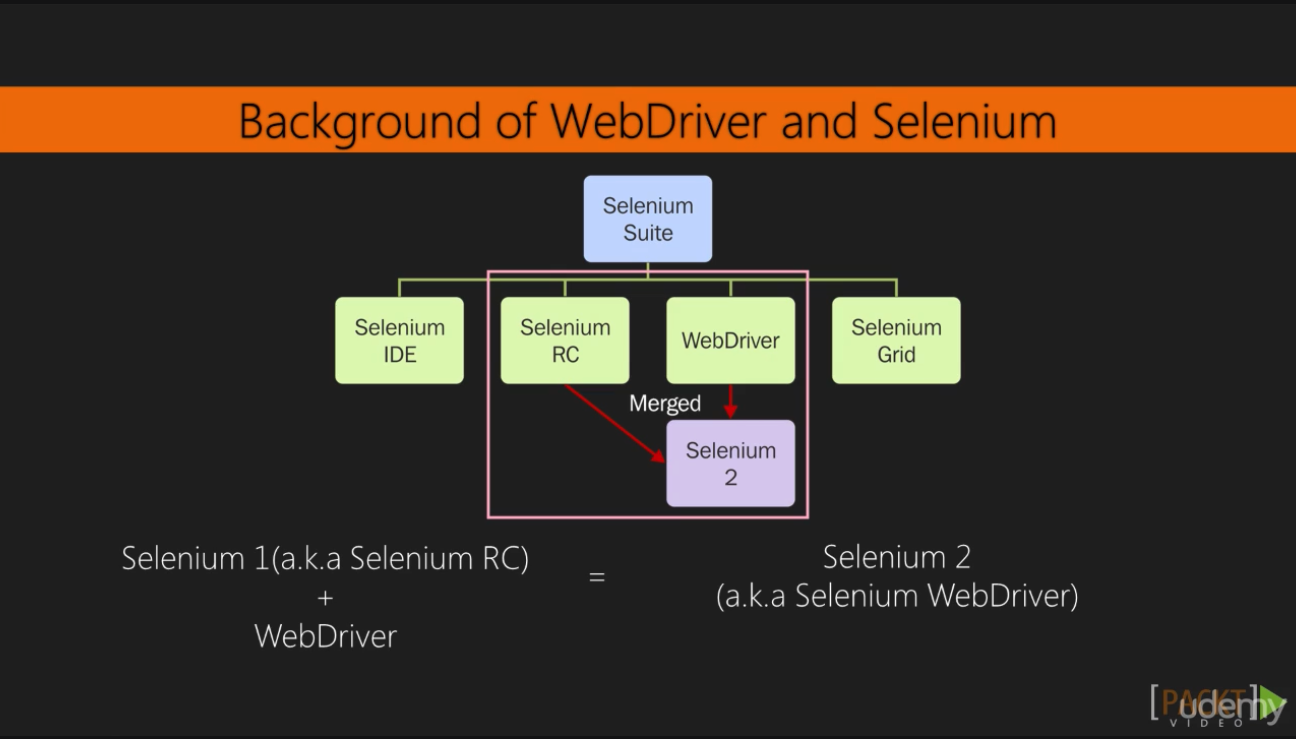 Background of WebDriver and Selenium
Selenium
Suite
Selenium
IDE
Selenium
RC
WebDriver
Selenium
Grid
Merged
Selenium
2
Selenium 1(a.k.a Selenium RC)
+
WebDriver
=
Selenium 2
(a.k.a Selenium WebDriver)
[PACKT]
udemy
VIDEO